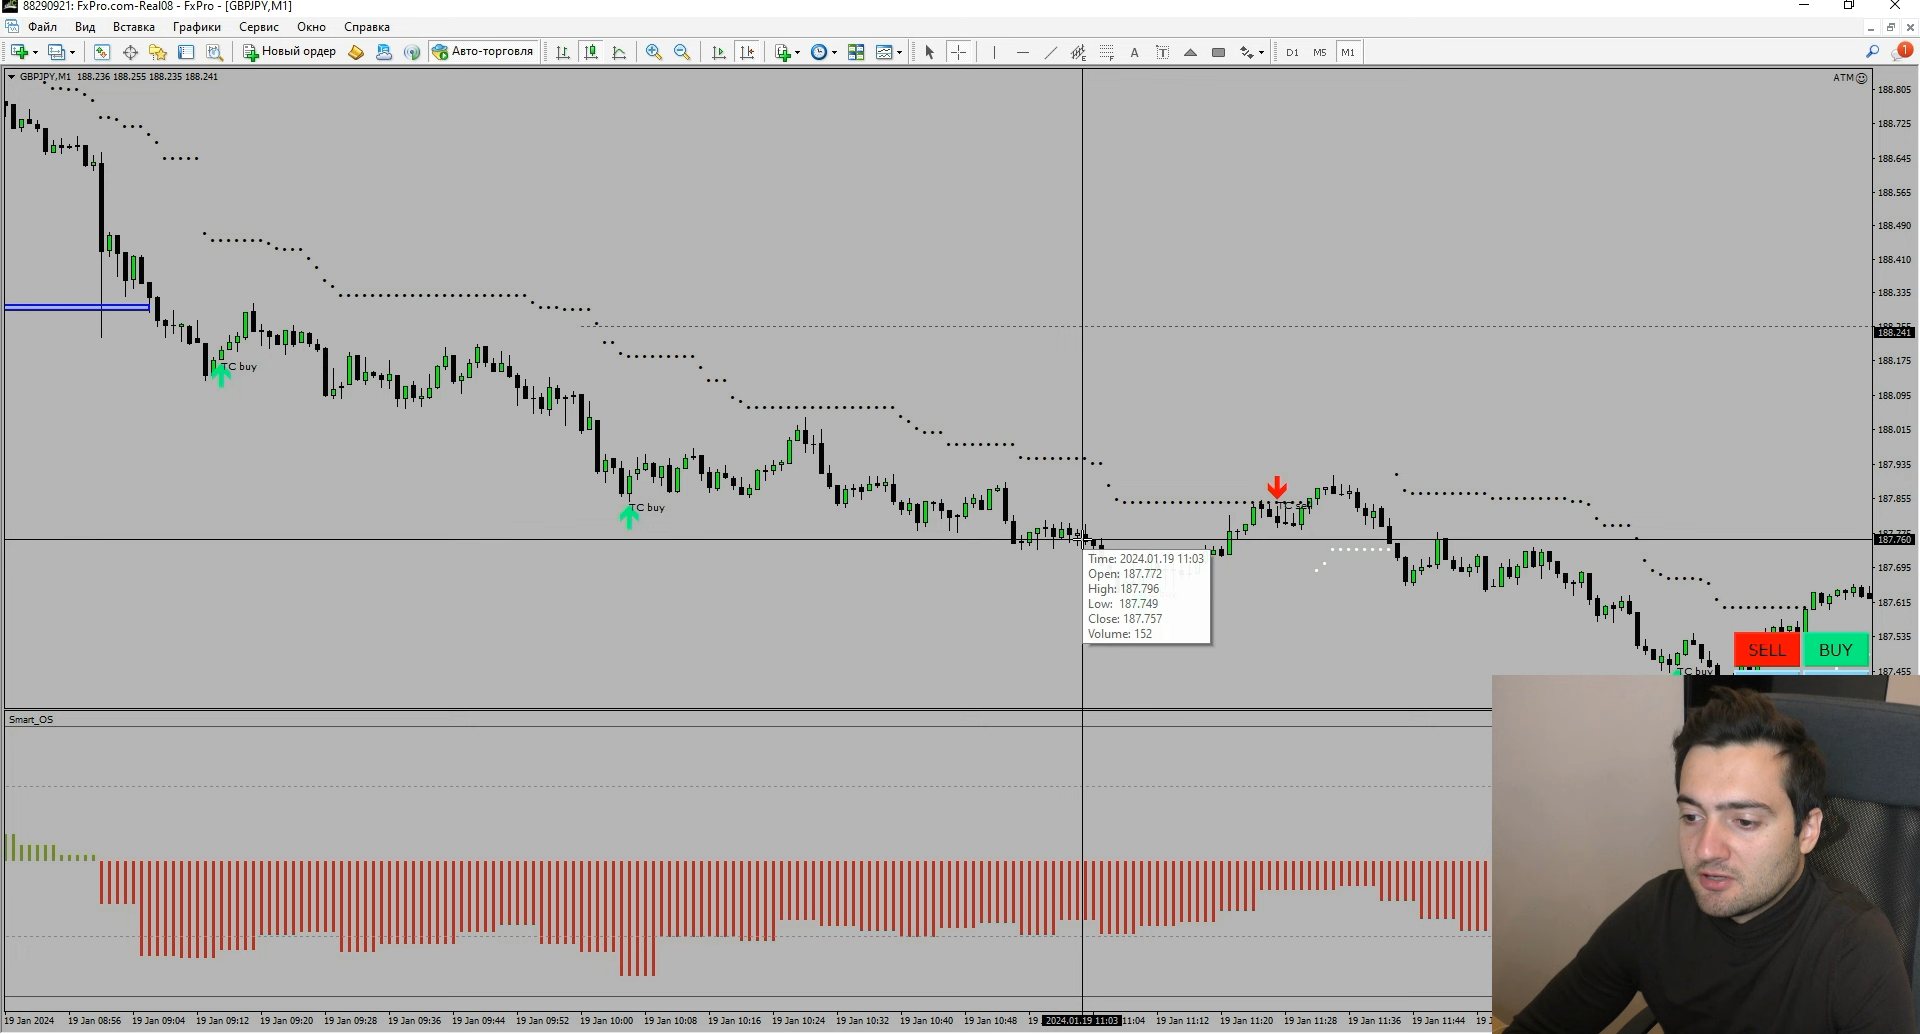 88290921: FxPro.com-Real08 - FxPro - [GBPJPY,M1]
Файл Вид Вставка Графики Сервис Окно Справка
Новый ордер Авто-торговля A T D1 M5 M1 1
GBPJPY,M1 188.236 188.255 188.235 188.241
ATM
188.805
188.725
188.645
188.565
188.490
188.410
188.335
188.241
188.175
188.095
188.015
187.935
187.855
187.760
187.695
187.615
187.535
187.455
TC buy
TC buy
TC sell
TC buy
Time: 2024.01.19 11:03
Open: 187.772
High: 187.796
Low: 187.749
Close: 187.757
Volume: 152
SELL BUY
Smart_OS
19 Jan 2024 19 Jan 08:56 19 Jan 09:04 19 Jan 09:12 19 Jan 09:20 19 Jan 09:28 19 Jan 09:36 19 Jan 09:44 19 Jan 09:52 19 Jan 10:00 19 Jan 10:08 19 Jan 10:16 19 Jan 10:24 19 Jan 10:32 19 Jan 10:40 19 Jan 10:48 19 2024.01.19 11:03 11:04 19 Jan 11:12 19 Jan 11:20 19 Jan 11:28 19 Jan 11:36 19 Jan 11:44 19